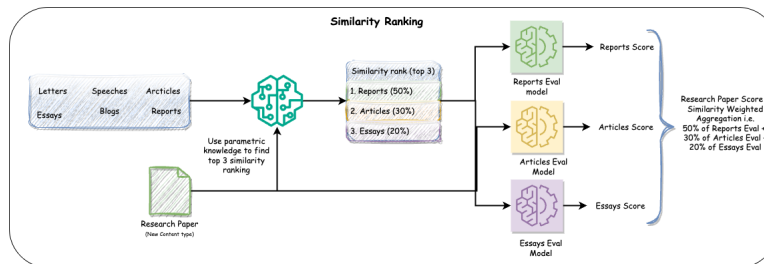 Similarity Ranking
Letters Speeches Arcticles
Essays Blogs Reports
Use parametric
knowledge to find
top 3 similarity
ranking
Research Paper
(New Content type)
Similarity rank (top 3)
1. Reports (50%)
2. Articles (30%)
3. Essays (20%)
Reports Eval
model
Articles Eval
Model
Essays Eval
Model
Reports Score
Articles Score
Essays Score
Research Paper Score
Similarity Weighted
Aggregation i.e.
50% of Reports Eval +
30% of Articles Eval
20% of Essays Eval